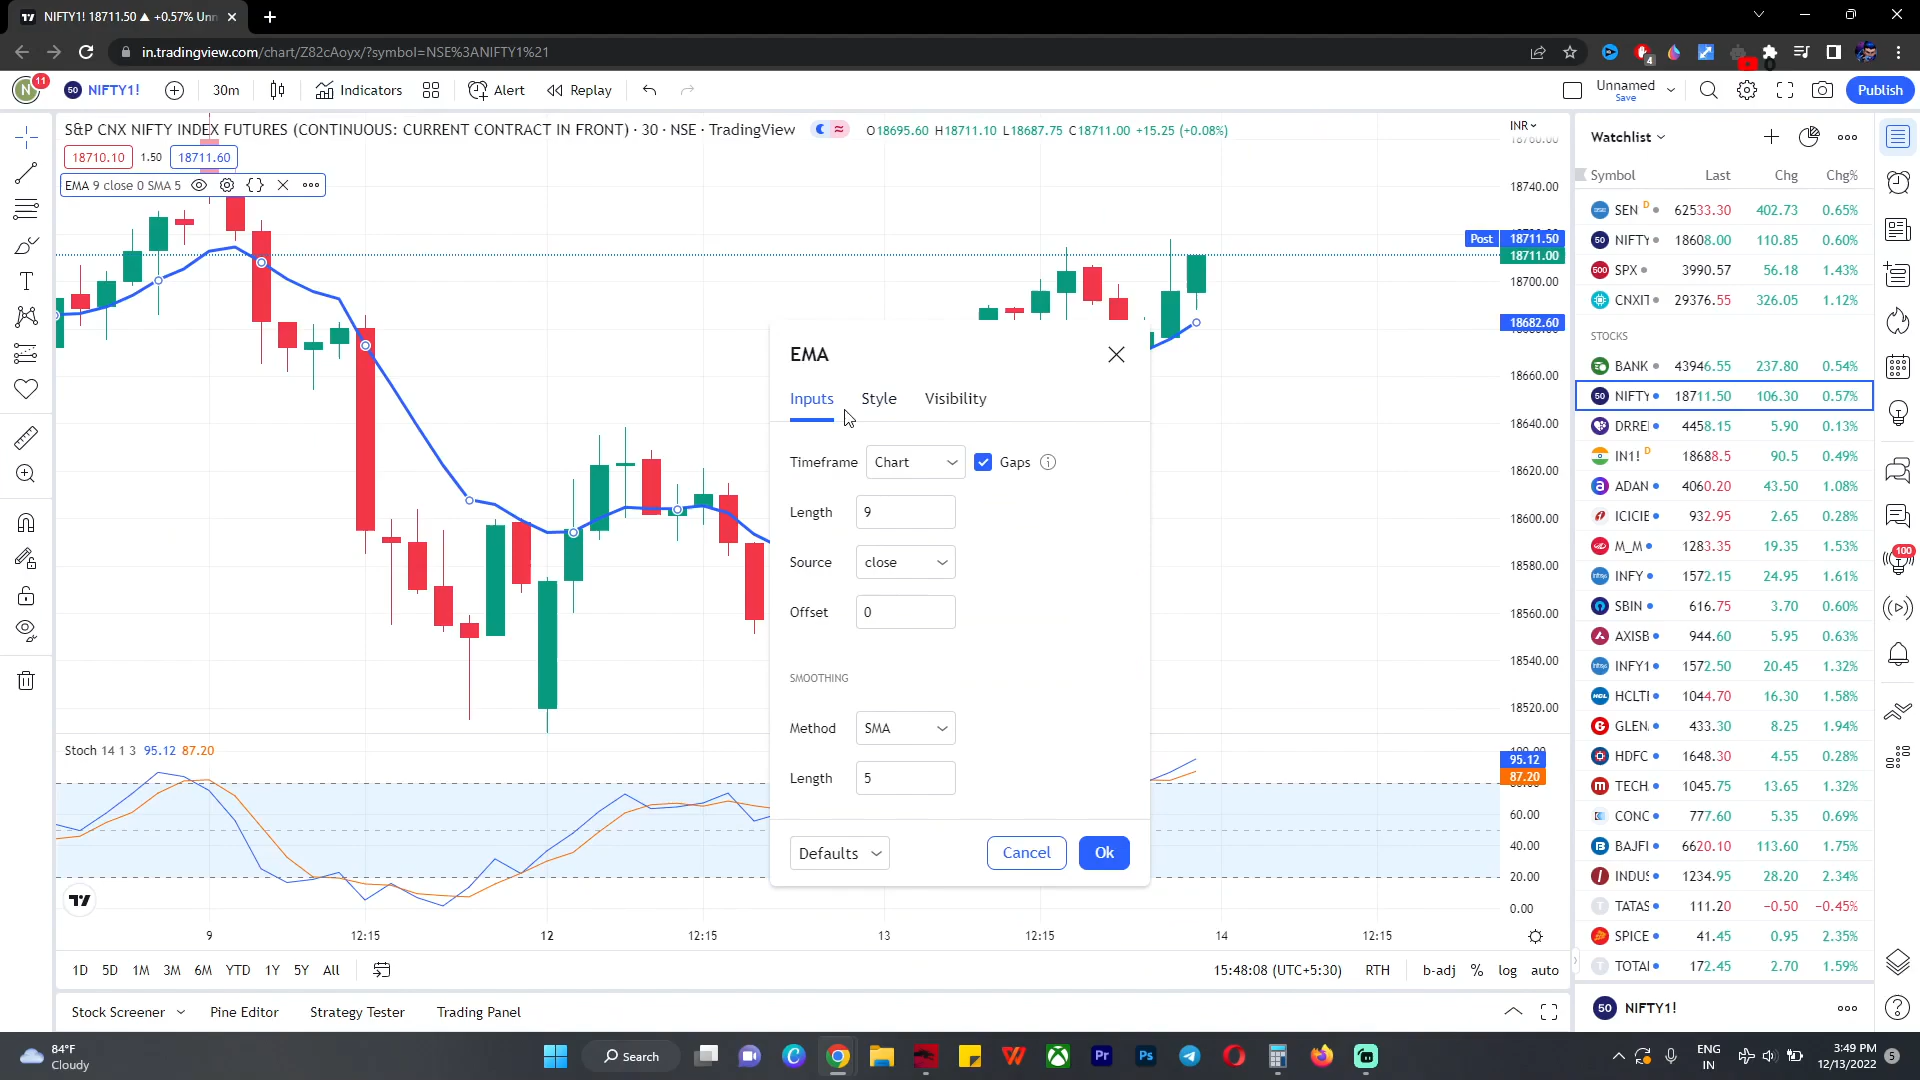 NIFTY1! 18711.50 ▲ +0.57% Unn
in.tradingview.com/chart/Z82cAoyx/?symbol=NSE%3ANIFTY1%21
4
N 11
50 NIFTY1! 30m Indicators Alert Replay Unnamed Save Publish
S&P CNX NIFTY INDEX FUTURES (CONTINUOUS: CURRENT CONTRACT IN FRONT) · 30 · NSE · TradingView O18695.60 H18711.10 L18687.75 C18711.00 +15.25 (+0.08%)
18710.10 1.50 18711.60
EMA 9 close 0 SMA 5
INR
18760.00
18740.00
Post 18711.50
18711.00
18700.00
18682.60
18660.00
18640.00
18620.00
18600.00
18580.00
18560.00
18540.00
18520.00
EMA
Inputs Style Visibility
Timeframe Chart Gaps
Length 9
Source close
Offset 0
SMOOTHING
Method SMA
Length 5
Defaults Cancel Ok
Stoch 14 1 3 95.12 87.20
100.00
95.12
87.20
80.00
60.00
40.00
20.00
0.00
9 12:15 12 12:15 13 12:15 14 12:15
1D 5D 1M 3M 6M YTD 1Y 5Y All 15:48:08 (UTC+5:30) RTH b-adj % log auto
Stock Screener Pine Editor Strategy Tester Trading Panel
Watchlist
Symbol Last Chg Chg%
SEN D 62533.30 402.73 0.65%
50 NIFTY 18608.00 110.85 0.60%
500 SPX 3990.57 56.18 1.43%
CNXIT 29376.55 326.05 1.12%
STOCKS
BANK 43946.55 237.80 0.54%
50 NIFTY 18711.50 106.30 0.57%
DRREI 4458.15 5.90 0.13%
IN1! D 18688.5 90.5 0.49%
ADAN 4060.20 43.50 1.08%
ICICIE 932.95 2.65 0.28%
M_M 1283.35 19.35 1.53%
INFY 1572.15 24.95 1.61%
SBIN 616.75 3.70 0.60%
AXISB 944.60 5.95 0.63%
INFY1 1572.50 20.45 1.32%
HCLTI 1044.70 16.30 1.58%
GLEN 433.30 8.25 1.94%
HDFC 1648.30 4.55 0.28%
TECH 1045.75 13.65 1.32%
CONC 777.60 5.35 0.69%
BAJFI 6620.10 113.60 1.75%
INDUS 1234.95 28.20 2.34%
T TATAS 111.20 −0.50 −0.45%
SPICE 41.45 0.95 2.35%
T TOTAI 172.45 2.70 1.59%
50 NIFTY1!
100
84°F
Cloudy
Search
Pr Ps
ENG
IN
3:49 PM
12/13/2022
5